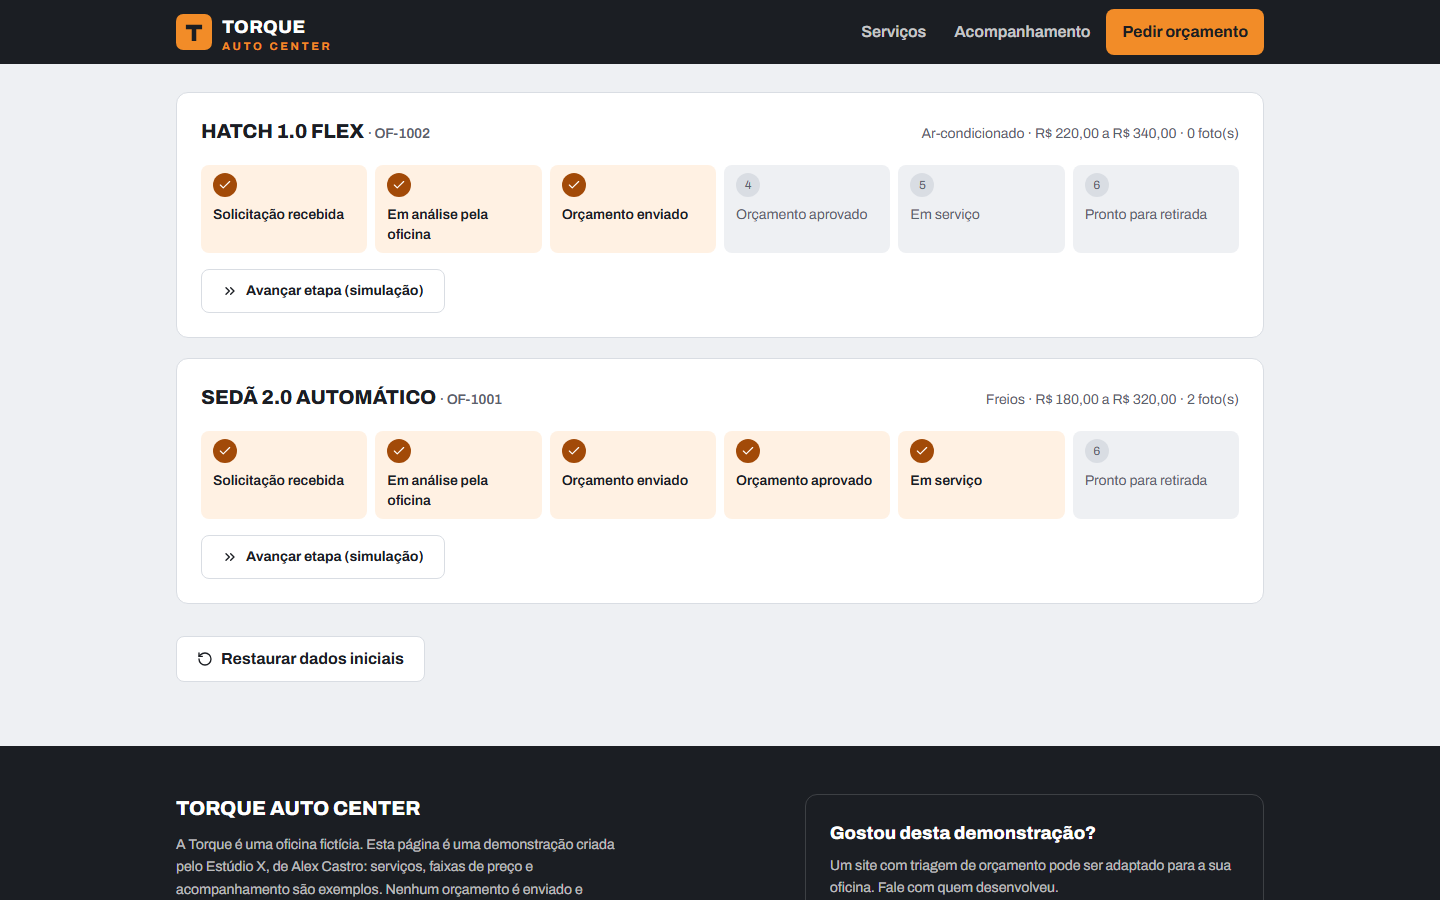 T TORQUE
AUTO CENTER
Serviços
Acompanhamento
Pedir orçamento
HATCH 1.0 FLEX · OF-1002
Ar-condicionado · R$ 220,00 a R$ 340,00 · 0 foto(s)
Solicitação recebida
Em análise pela
oficina
Orçamento enviado
4
Orçamento aprovado
5
Em serviço
6
Pronto para retirada
Avançar etapa (simulação)
SEDÃ 2.0 AUTOMÁTICO · OF-1001
Freios · R$ 180,00 a R$ 320,00 · 2 foto(s)
Solicitação recebida
Em análise pela
oficina
Orçamento enviado
Orçamento aprovado
Em serviço
6
Pronto para retirada
Avançar etapa (simulação)
Restaurar dados iniciais
TORQUE AUTO CENTER
A Torque é uma oficina fictícia. Esta página é uma demonstração criada
pelo Estúdio X, de Alex Castro: serviços, faixas de preço e
acompanhamento são exemplos. Nenhum orçamento é enviado e
Gostou desta demonstração?
Um site com triagem de orçamento pode ser adaptado para a sua
oficina. Fale com quem desenvolveu.